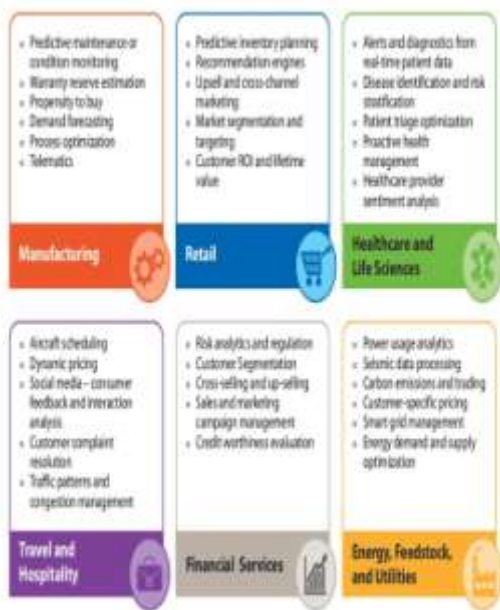 Predictive maintenance or
condition monitoring
Warranty reserve estimation
Propensity to buy
Demand forecasting
Process optimization
Telematics
Manufacturing
Predictive inventory planning
Recommendation engines
Upsell and cross-channel
marketing
Market segmentation and
targeting
Customer ROI and lifetime
value
Retail
Alerts and diagnostics from
real-time patient data
Disease identification and risk
stratification
Patient triage optimization
Proactive health
management
Healthcare provider
sentiment analysis
Healthcare and
Life Sciences
Aircraft scheduling
Dynamic pricing
Social media – consumer
feedback and interaction
analysis
Customer complaint
resolution
Traffic patterns and
congestion management
Travel and
Hospitality
Risk analytics and regulation
Customer Segmentation
Cross-selling and up-selling
Sales and marketing
campaign management
Credit worthiness evaluation
Financial Services
Power usage analytics
Seismic data processing
Carbon emissions and trading
Customer-specific pricing
Smart grid management
Energy demand and supply
optimization
Energy, Feedstock,
and Utilities